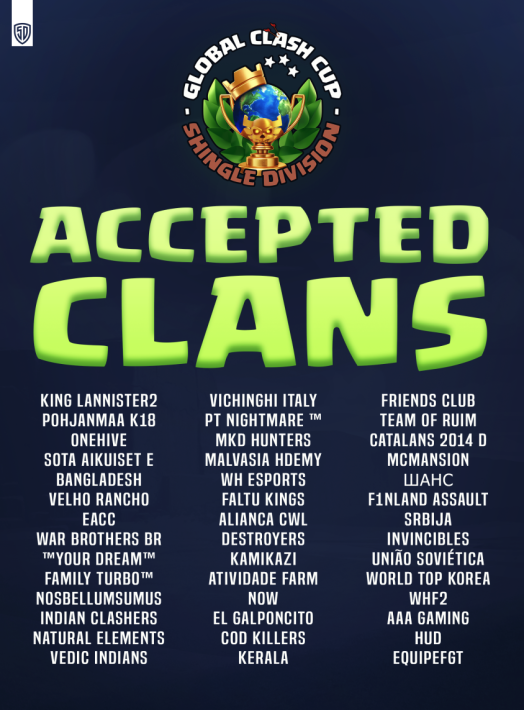 SD
GLOBAL CLASH CUP
SHINGLE DIVISION
ACCEPTED
CLANS
KING LANNISTER2
POHJANMAA K18
ONEHIVE
SOTA AIKUISET E
BANGLADESH
VELHO RANCHO
EACC
WAR BROTHERS BR
™YOUR DREAM™
FAMILY TURBO™
NOSBELLUMSUMUS
INDIAN CLASHERS
NATURAL ELEMENTS
VEDIC INDIANS
VICHINGHI ITALY
PT NIGHTMARE ™
MKD HUNTERS
MALVASIA HDEMY
WH ESPORTS
FALTU KINGS
ALIANCA CWL
DESTROYERS
KAMIKAZI
ATIVIDADE FARM
NOW
EL GALPONCITO
COD KILLERS
KERALA
FRIENDS CLUB
TEAM OF RUIM
CATALANS 2014 D
MCMANSION
ШАНС
F1NLAND ASSAULT
SRBIJA
INVINCIBLES
UNIÃO SOVIÉTICA
WORLD TOP KOREA
WHF2
AAA GAMING
HUD
EQUIPEFGT